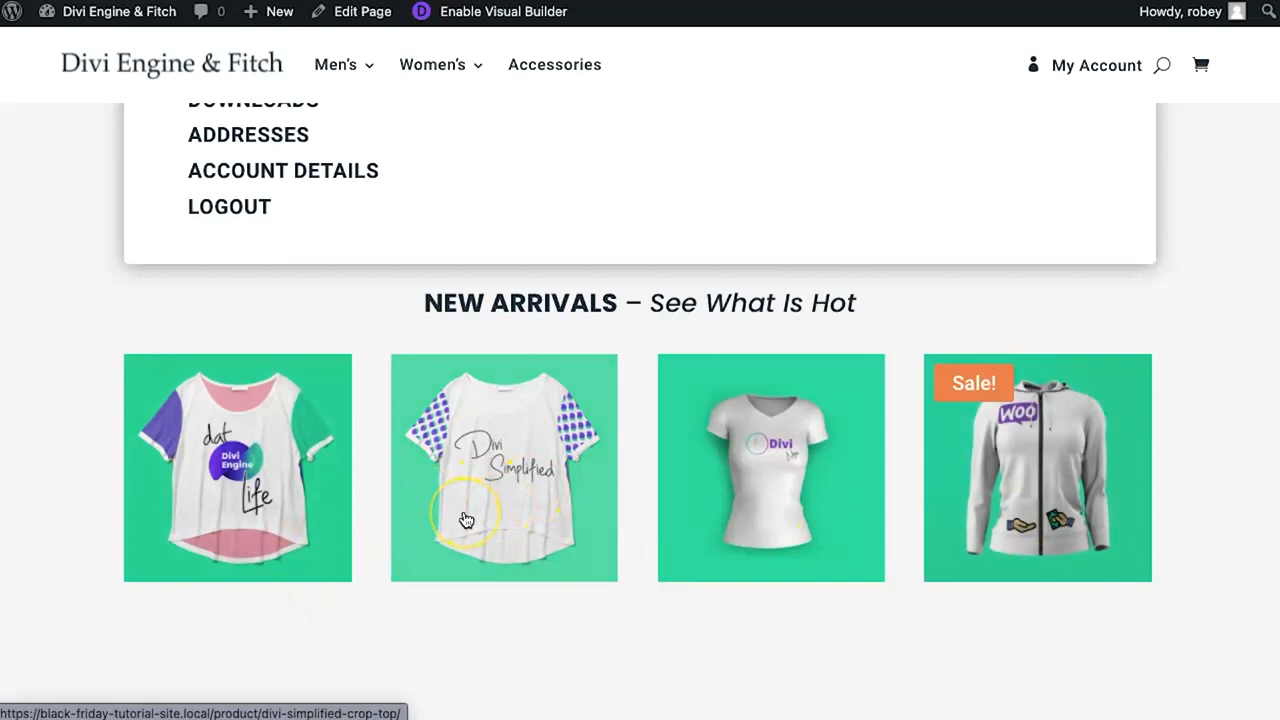 Divi Engine & Fitch 0 New Edit Page Enable Visual Builder Howdy, robey
Divi Engine & Fitch Men's Women's Accessories My Account
DOWNLOADS
ADDRESSES
ACCOUNT DETAILS
LOGOUT
NEW ARRIVALS – See What Is Hot
dat
Divi
Engine
Life
Divi
Simplified
Divi
Sale!
WOO
https://black-friday-tutorial-site.local/product/divi-simplified-crop-top/